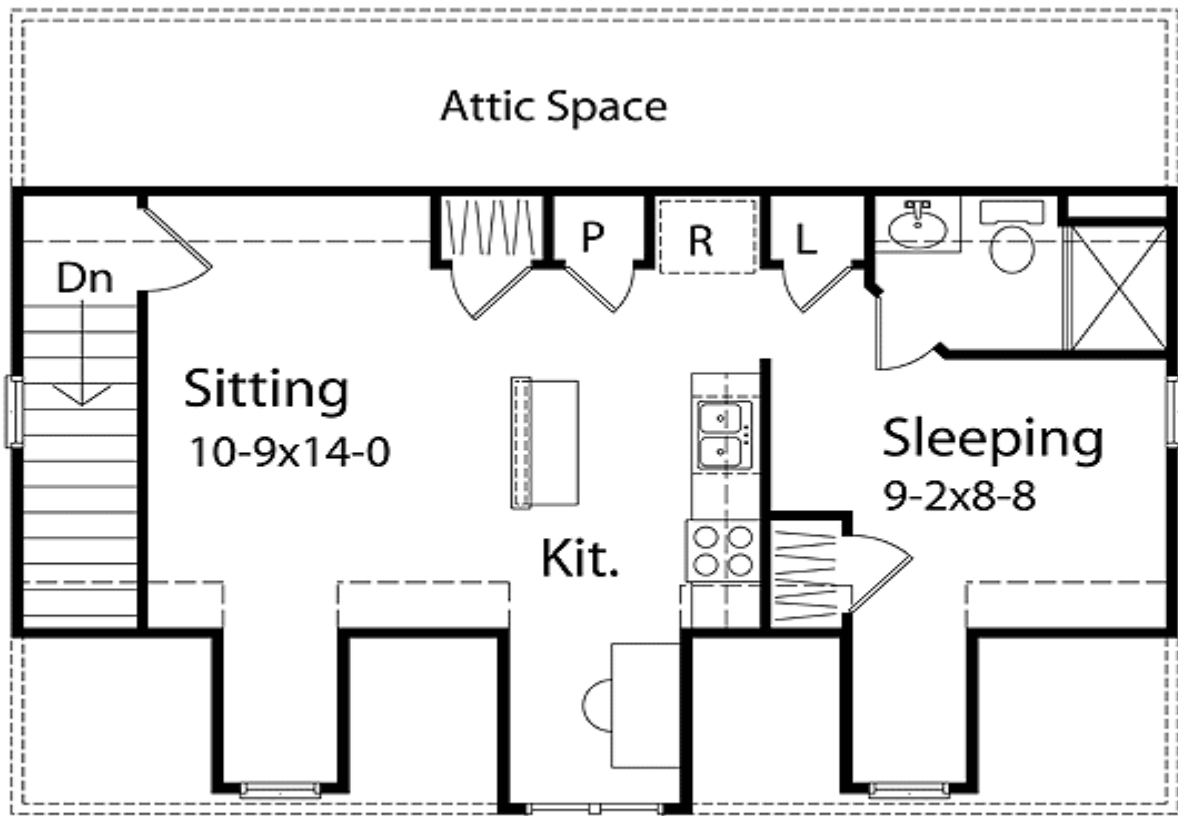 Attic Space
Dn
P
R
L
Sitting
10-9x14-0
Sleeping
9-2x8-8
Kit.